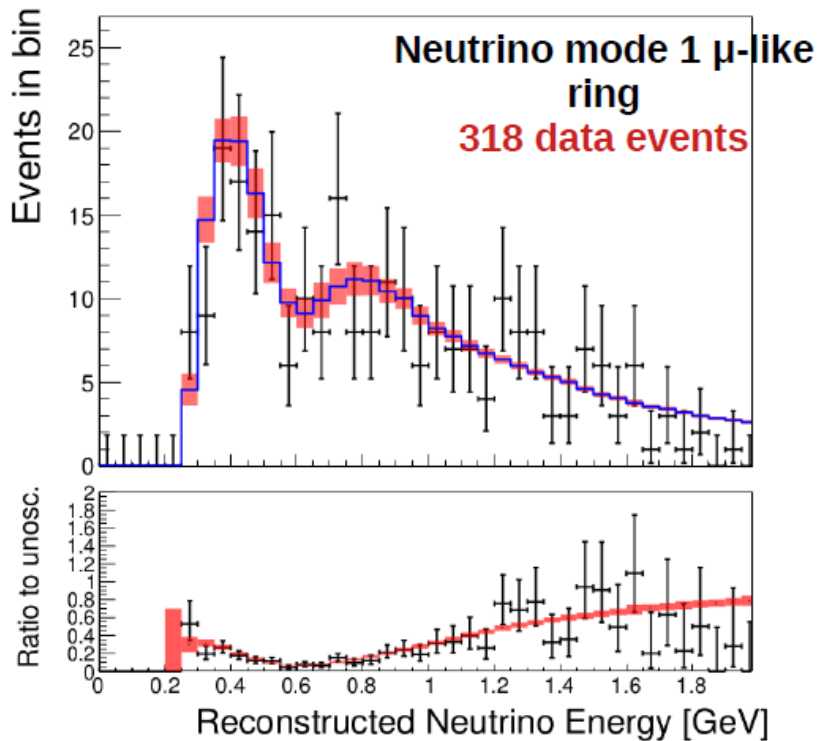 Neutrino mode 1 μ-like
ring
318 data events
Events in bin
25
20
15
10
5
0
Ratio to unosc.
2
1.8
1.6
1.4
1.2
1
0.8
0.6
0.4
0.2
0
0 0.2 0.4 0.6 0.8 1 1.2 1.4 1.6 1.8
Reconstructed Neutrino Energy [GeV]